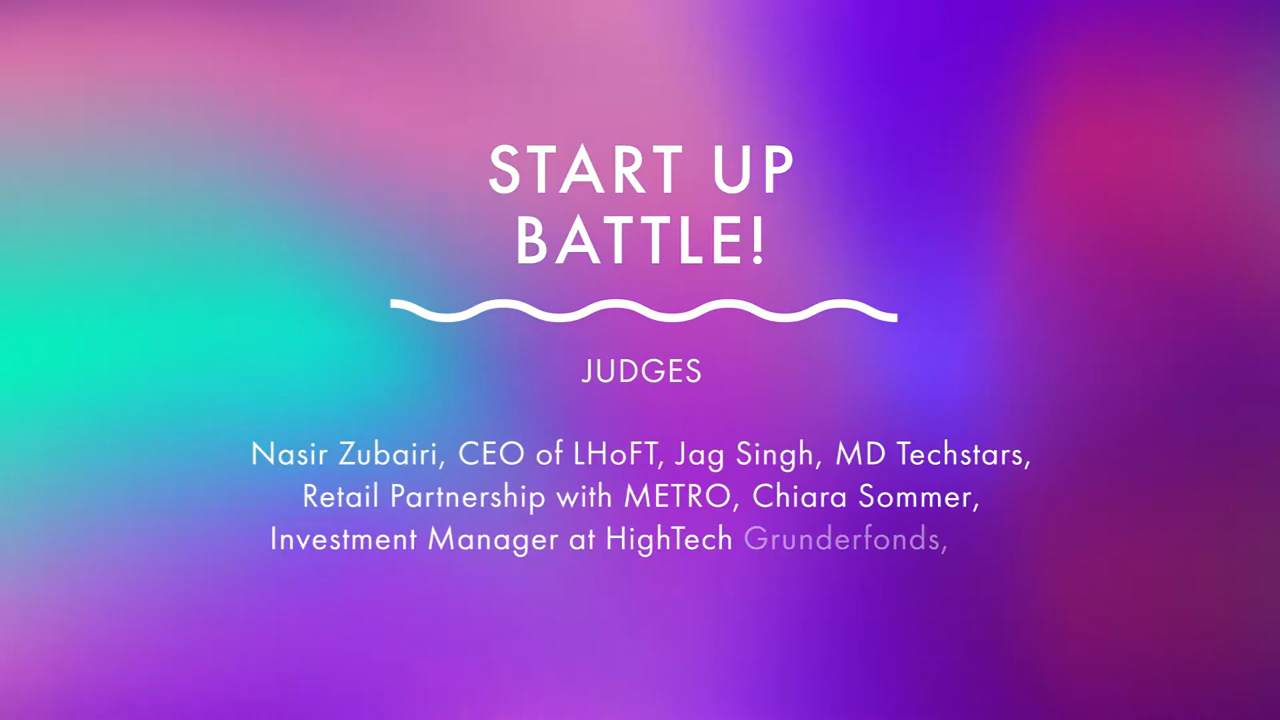 START UP
BATTLE!
JUDGES
Nasir Zubairi, CEO of LHoFT, Jag Singh, MD Techstars,
Retail Partnership with METRO, Chiara Sommer,
Investment Manager at HighTech Grunderfonds,